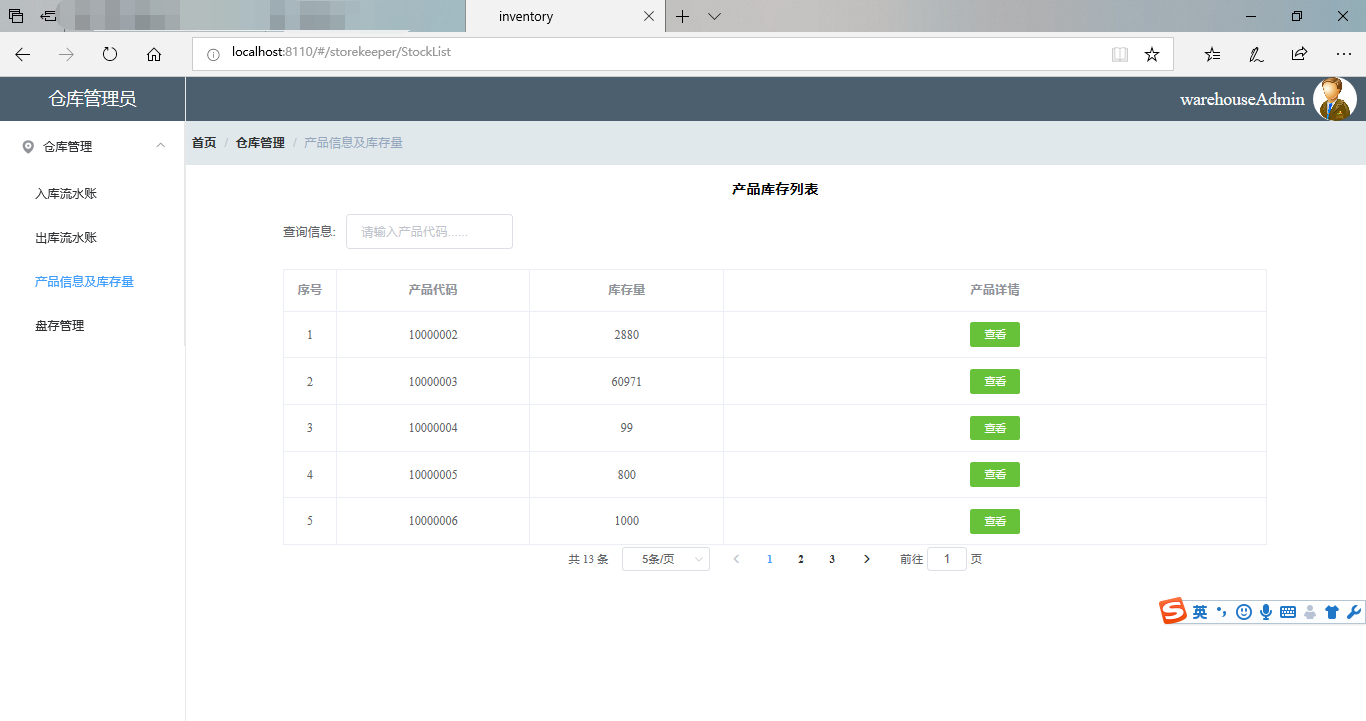 inventory
localhost:8110/#/storekeeper/StockList
仓库管理员
warehouseAdmin
仓库管理
首页 / 仓库管理 / 产品信息及库存量
入库流水账
出库流水账
产品信息及库存量
盘存管理
产品库存列表
查询信息: 请输入产品代码......
序号 产品代码 库存量 产品详情
1 10000002 2880 查看
2 10000003 60971 查看
3 10000004 99 查看
4 10000005 800 查看
5 10000006 1000 查看
共 13 条 5条/页 1 2 3 前往 1 页
英